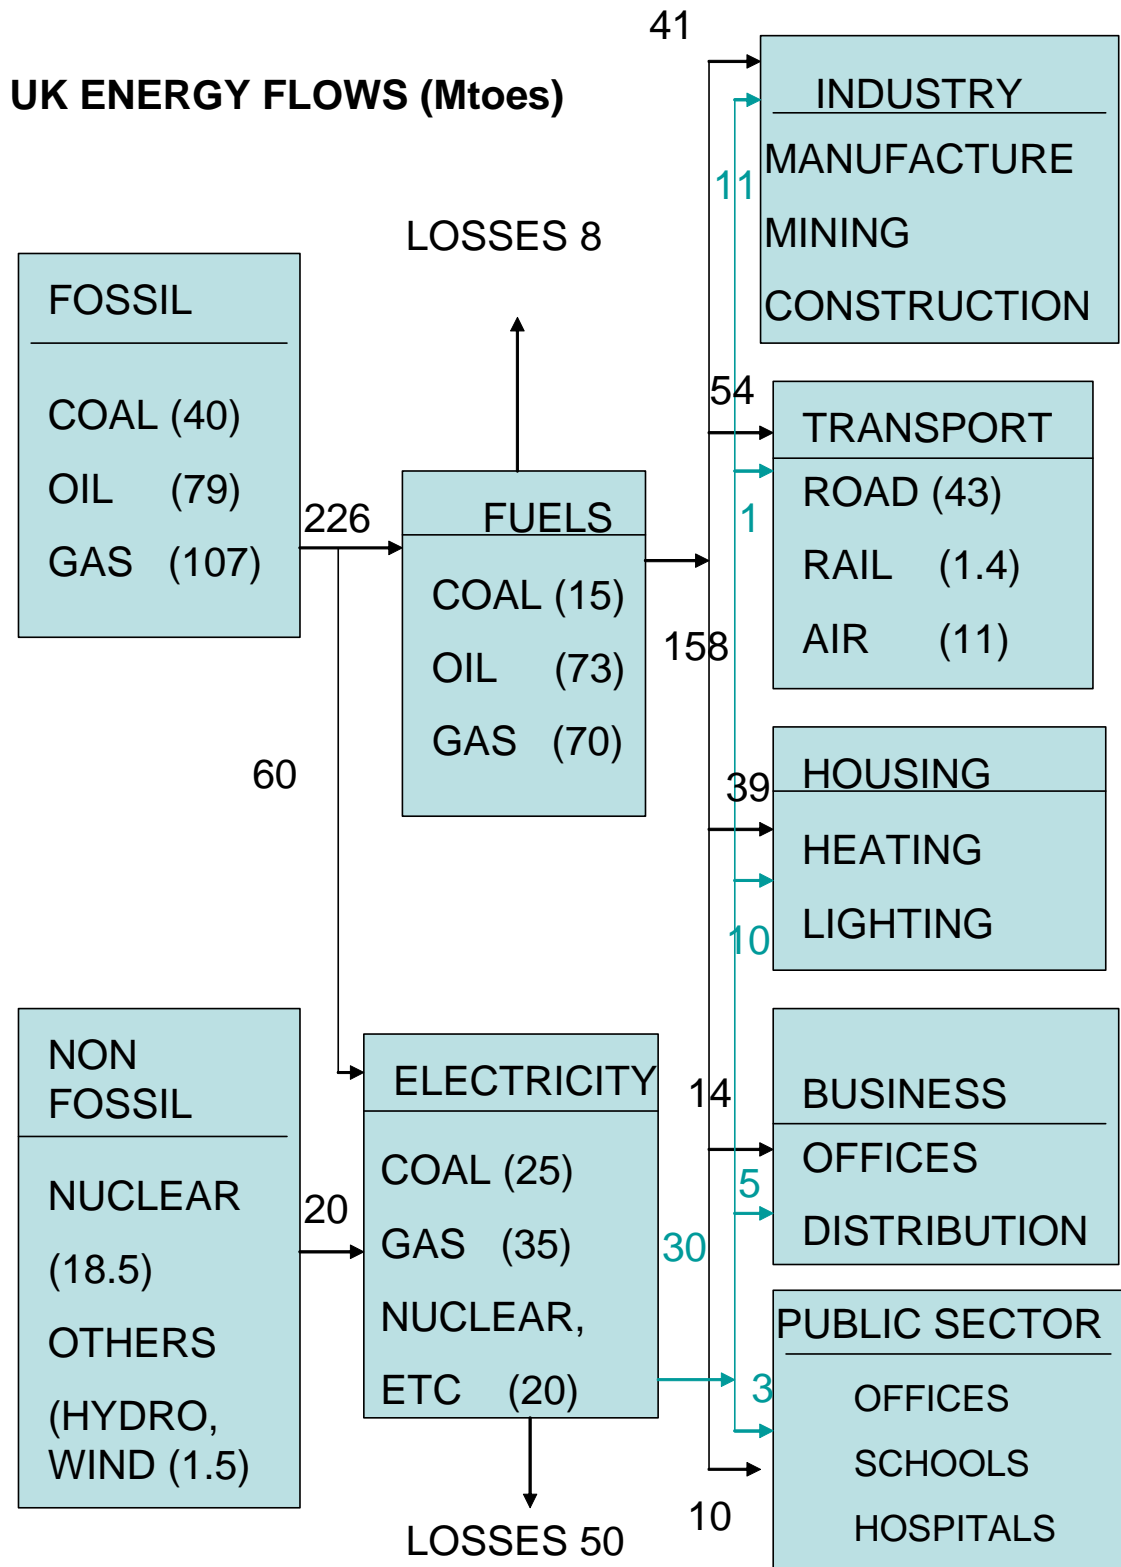 UK ENERGY FLOWS (Mtoes)
FOSSIL
COAL (40)
OIL (79)
GAS (107)
226
60
LOSSES 8
FUELS
COAL (15)
OIL (73)
GAS (70)
158
NON
FOSSIL
NUCLEAR
(18.5)
OTHERS
(HYDRO,
WIND (1.5)
20
ELECTRICITY
COAL (25)
GAS (35)
NUCLEAR,
ETC (20)
30
LOSSES 50
41
11
INDUSTRY
MANUFACTURE
MINING
CONSTRUCTION
54
1
TRANSPORT
ROAD (43)
RAIL (1.4)
AIR (11)
39
10
HOUSING
HEATING
LIGHTING
14
5
BUSINESS
OFFICES
DISTRIBUTION
3
10
PUBLIC SECTOR
OFFICES
SCHOOLS
HOSPITALS